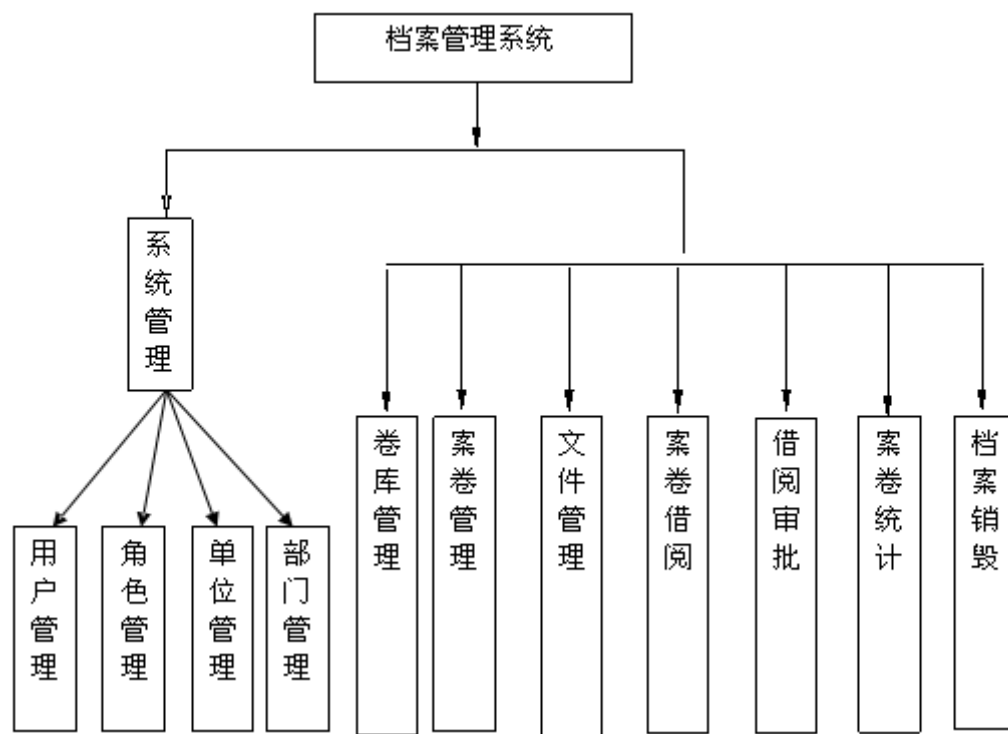 档案管理系统
系统管理
卷库管理
案卷管理
文件管理
案卷借阅
借阅审批
案卷统计
档案销毁
用户管理
角色管理
单位管理
部门管理